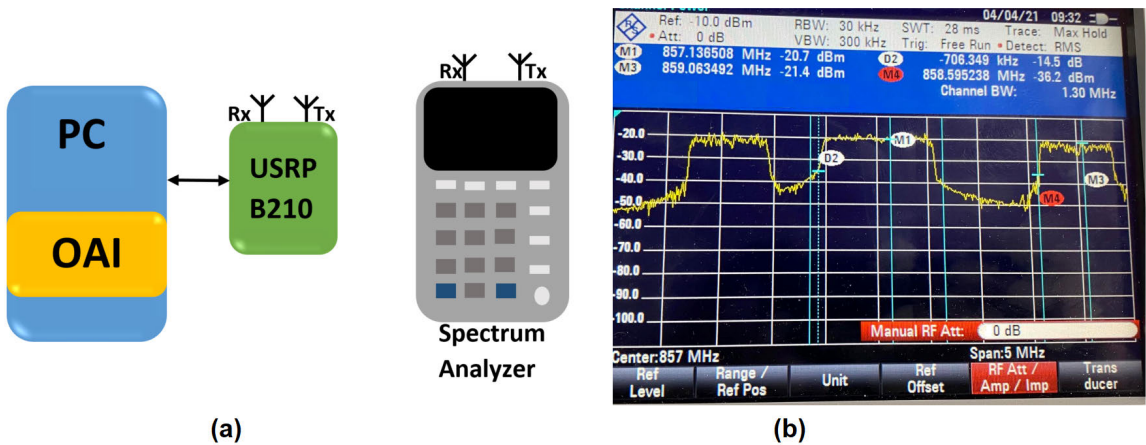 PC
OAI
Rx
Tx
USRP
B210
Rx
Tx
Spectrum
Analyzer
(a)
04/04/21 09:32
Ref: -10.0 dBm RBW: 30 kHz SWT: 28 ms Trace: Max Hold
Att: 0 dB VBW: 300 kHz Trig: Free Run Detect: RMS
M1 857.136508 MHz -20.7 dBm D2 -706.349 kHz -14.5 dB
M3 859.063492 MHz -21.4 dBm M4 858.595238 MHz -36.2 dBm
Channel BW: 1.30 MHz
-20.0
-30.0
-40.0
-50.0
-60.0
-70.0
-80.0
-90.0
-100.0
M1
D2
M3
M4
Manual RF Att: 0 dB
Center:857 MHz Span:5 MHz
Ref Level
Range / Ref Pos
Unit
Ref Offset
RF Att / Amp / Imp
Trans ducer
(b)